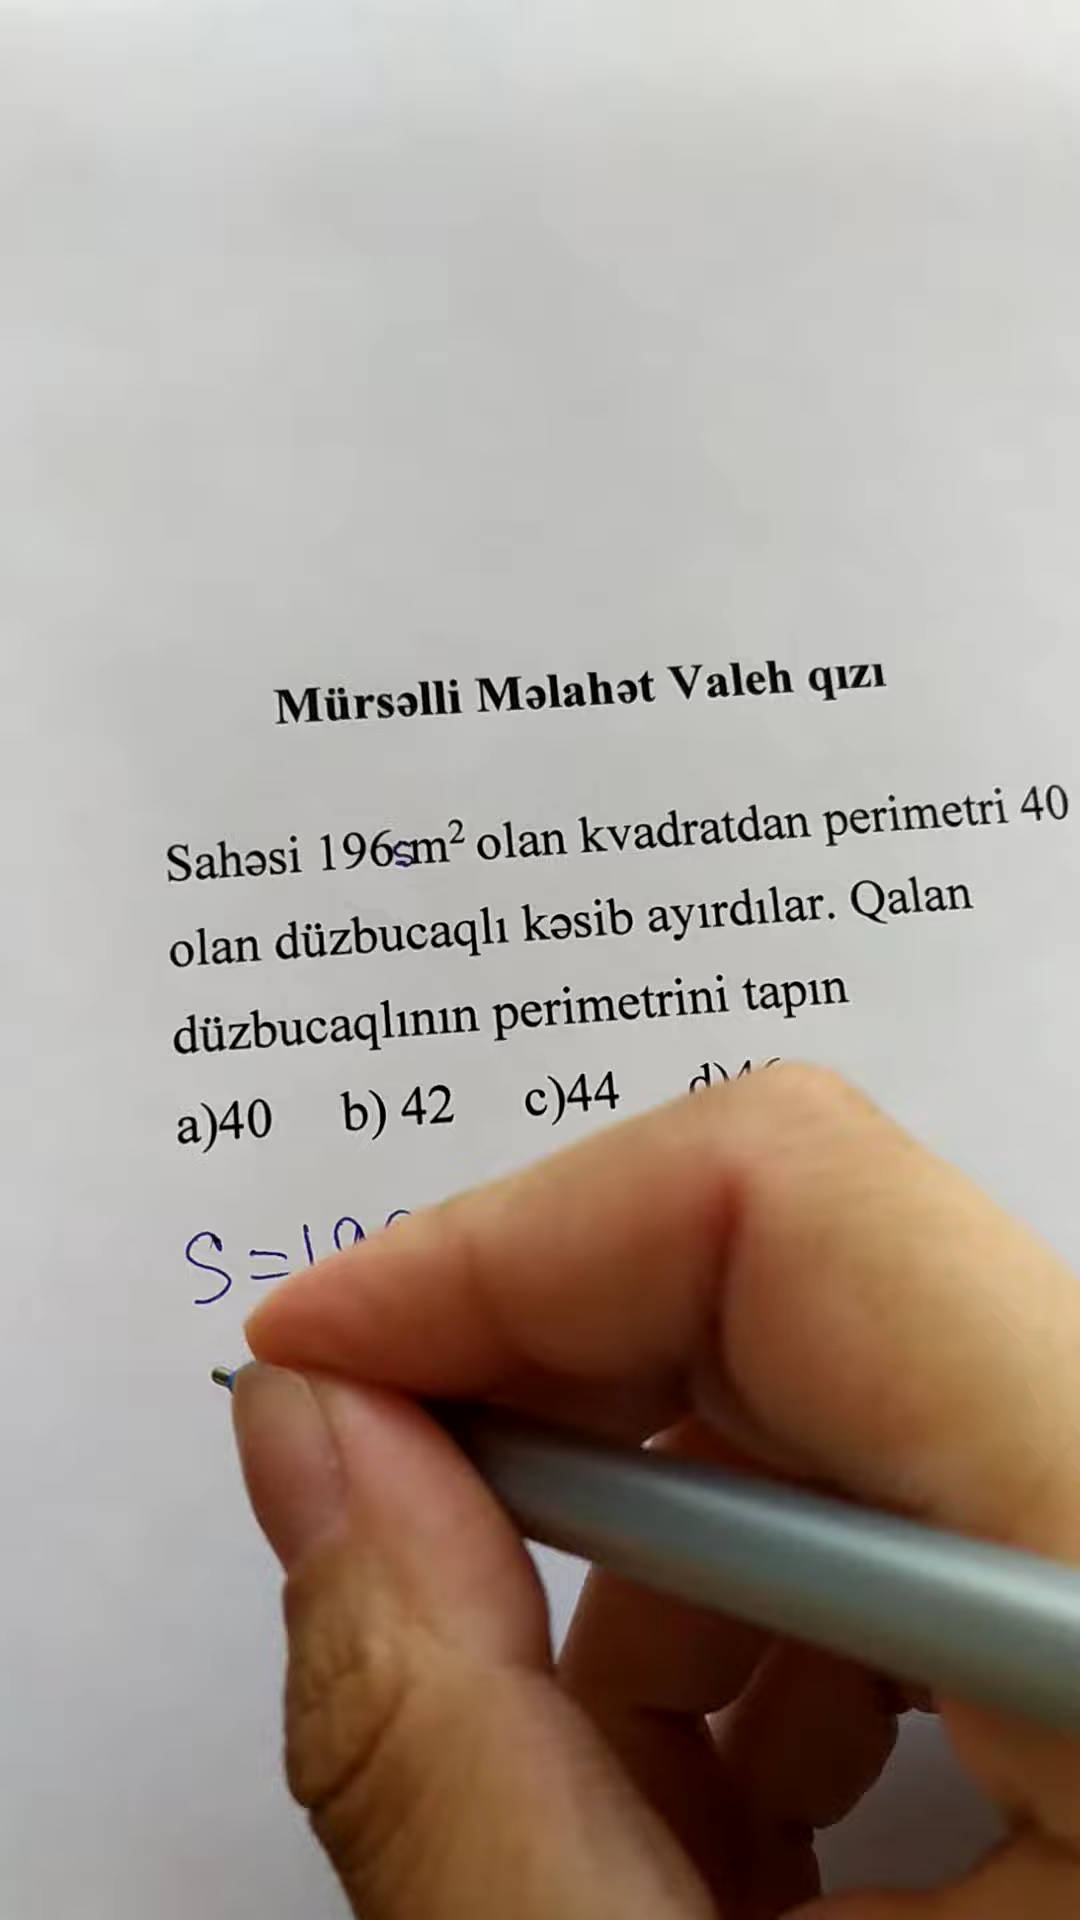 Mürsəlli Məlahət Valeh qızı
Sahəsi 196sm² olan kvadratdan perimetri 40
olan düzbucaqlı kəsib ayırdılar. Qalan
düzbucaqlının perimetrini tapın
a)40 b) 42 c)44
S=19